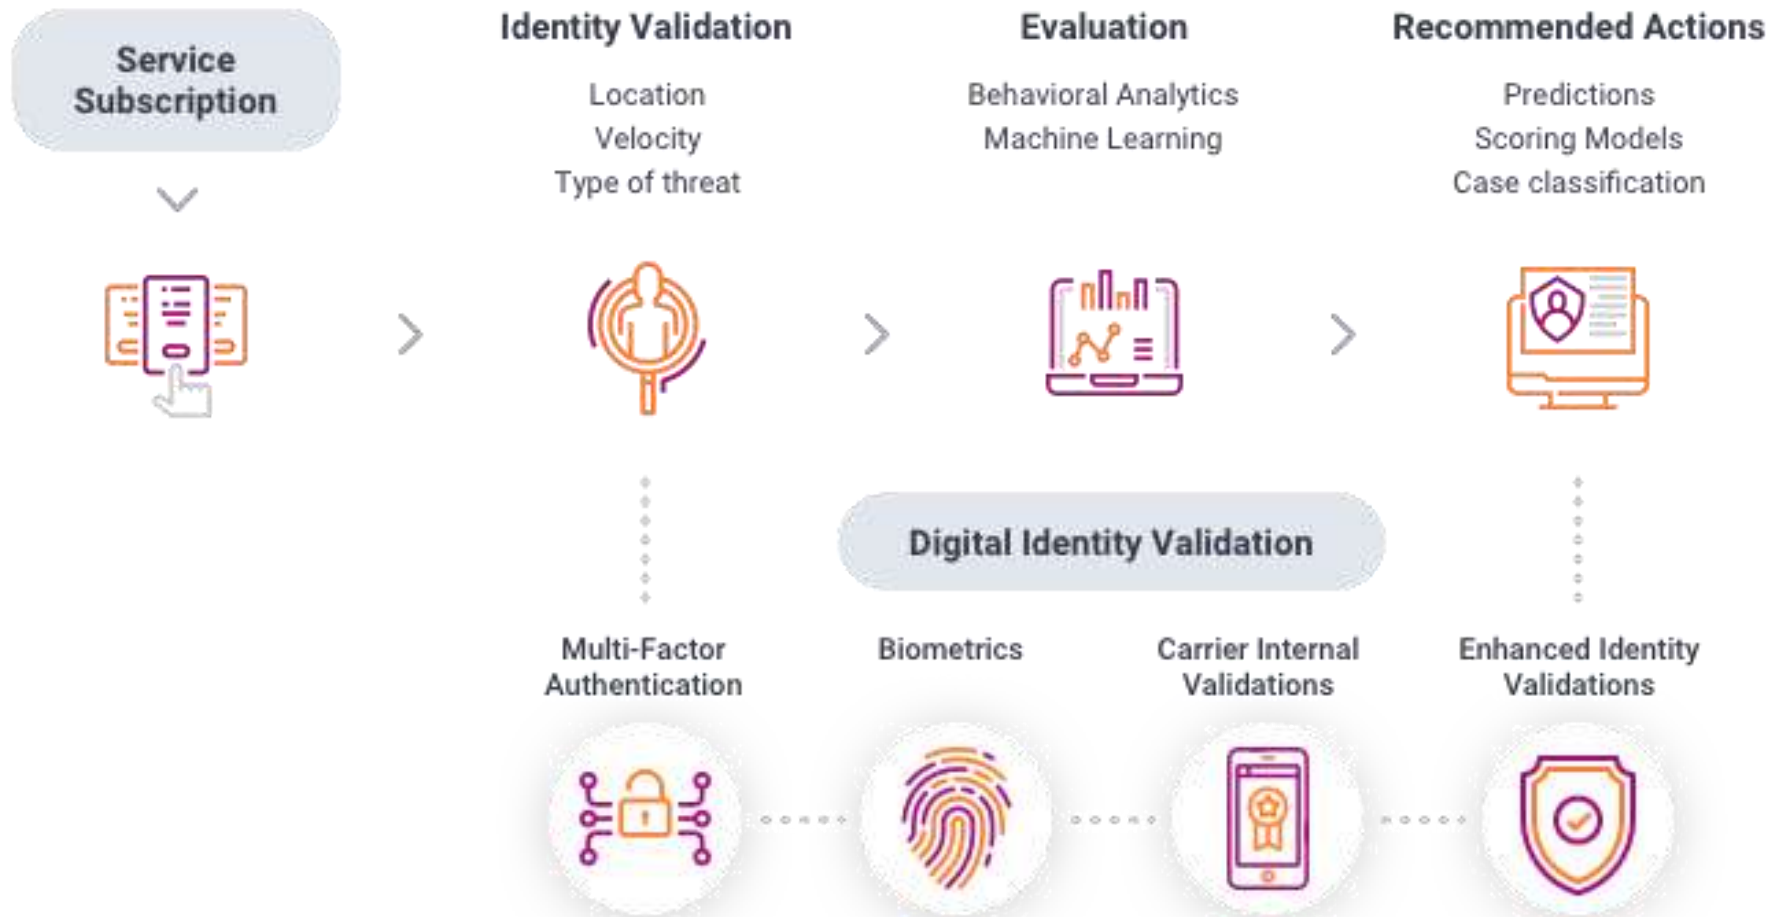 Service
Subscription
Identity Validation
Location
Velocity
Type of threat
Evaluation
Behavioral Analytics
Machine Learning
Recommended Actions
Predictions
Scoring Models
Case classification
Digital Identity Validation
Multi-Factor
Authentication
Biometrics
Carrier Internal
Validations
Enhanced Identity
Validations